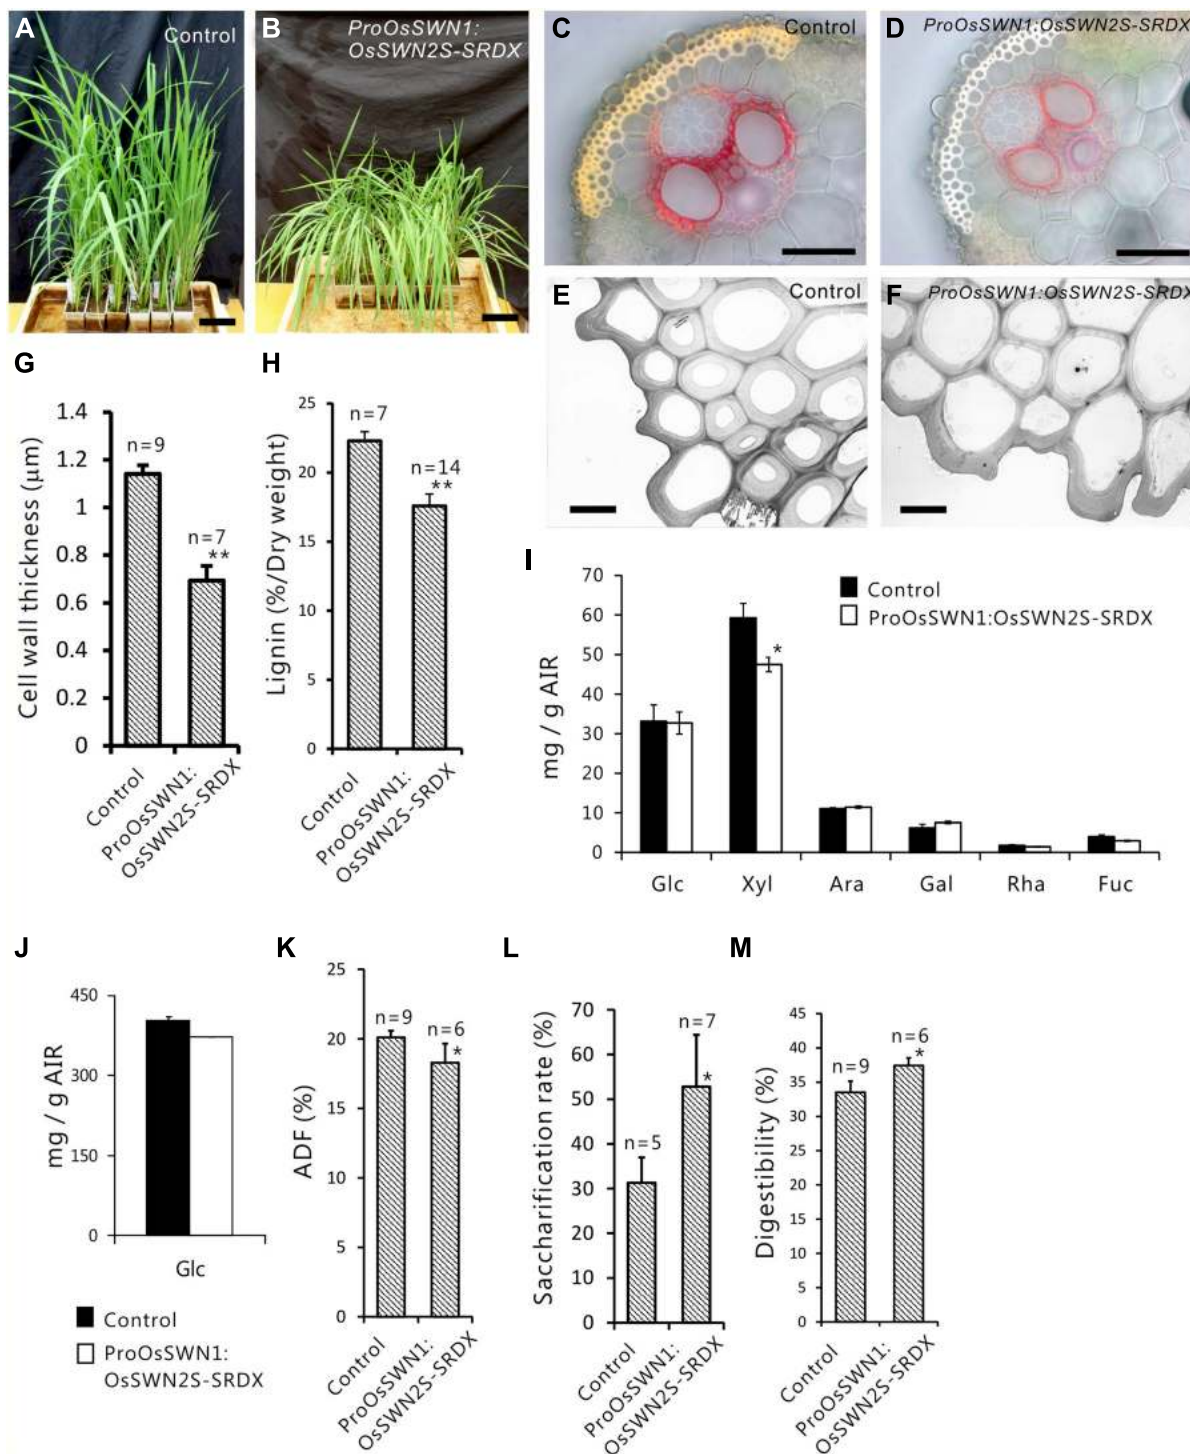 A
Control
B
ProOsSWN1:
OsSWN2S-SRDX
C
Control
D
ProOsSWN1:OsSWN2S-SRDX
E
Control
F
ProOsSWN1:OsSWN2S-SRDX
G
Cell wall thickness (μm)
1.4
1.2
1
0.8
0.6
0.4
0.2
0
n=9
n=7
**
Control
ProOsSWN1:
OsSWN2S-SRDX
H
Lignin (%/Dry weight)
25
20
15
10
5
0
n=7
n=14
**
Control
ProOsSWN1:
OsSWN2S-SRDX
I
mg / g AIR
70
60
50
40
30
20
10
0
Control
ProOsSWN1:OsSWN2S-SRDX
*
Glc
Xyl
Ara
Gal
Rha
Fuc
J
mg / g AIR
450
300
150
0
Glc
Control
ProOsSWN1:
OsSWN2S-SRDX
K
ADF (%)
25
20
15
10
5
0
n=9
n=6
*
Control
ProOsSWN1:
OsSWN2S-SRDX
L
Saccharification rate (%)
70
60
50
40
30
20
10
0
n=5
n=7
*
Control
ProOsSWN1:
OsSWN2S-SRDX
M
Digestibility (%)
45
40
35
30
25
20
15
10
5
0
n=9
n=6
*
Control
ProOsSWN1:
OsSWN2S-SRDX